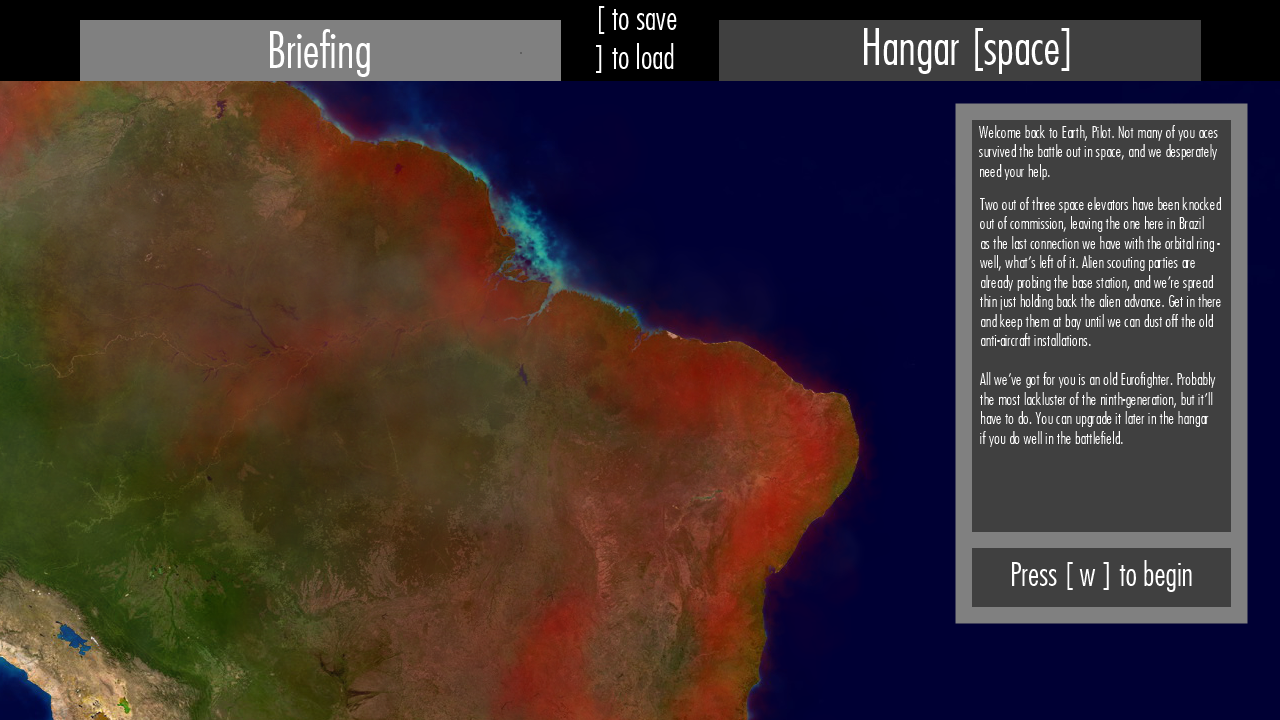 Briefing
[ to save
] to load
Hangar [space]
Welcome back to Earth, Pilot. Not many of you aces
survived the battle out in space, and we desperately
need your help.
Two out of three space elevators have been knocked
out of commission, leaving the one here in Brazil
as the last connection we have with the orbital ring -
well, what's left of it. Alien scouting parties are
already probing the base station, and we're spread
thin just holding back the alien advance. Get in there
and keep them at bay until we can dust off the old
anti-aircraft installations.
All we've got for you is an old Eurofighter. Probably
the most lackluster of the ninth-generation, but it'll
have to do. You can upgrade it later in the hangar
if you do well in the battlefield.
Press [ w ] to begin